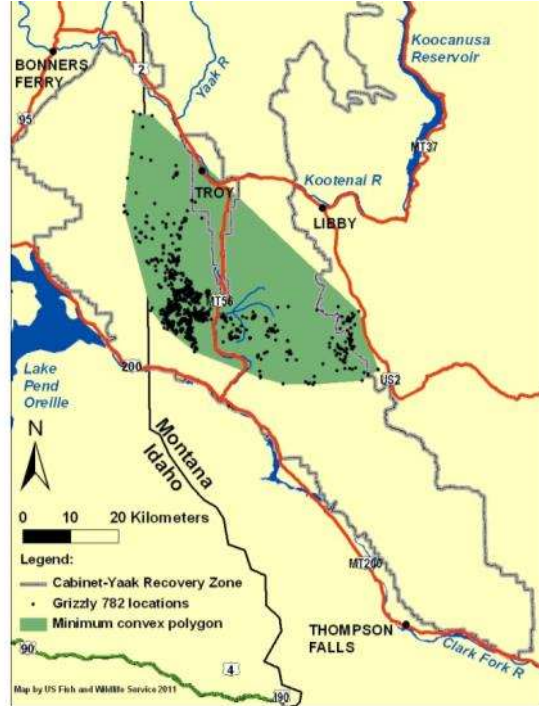 Koocanusa
Reservoir
BONNERS
FERRY
2
Yaak R
95
MT37
TROY
Kootenai R
LIBBY
MT56
200
US2
Lake
Pend
Oreille
N
Montana
Idaho
0 10 20 Kilometers
Legend:
Cabinet-Yaak Recovery Zone
Grizzly 782 locations
Minimum convex polygon
MT200
THOMPSON
FALLS
Clark Fork R
90
4
90
Map by US Fish and Wildlife Service 2011